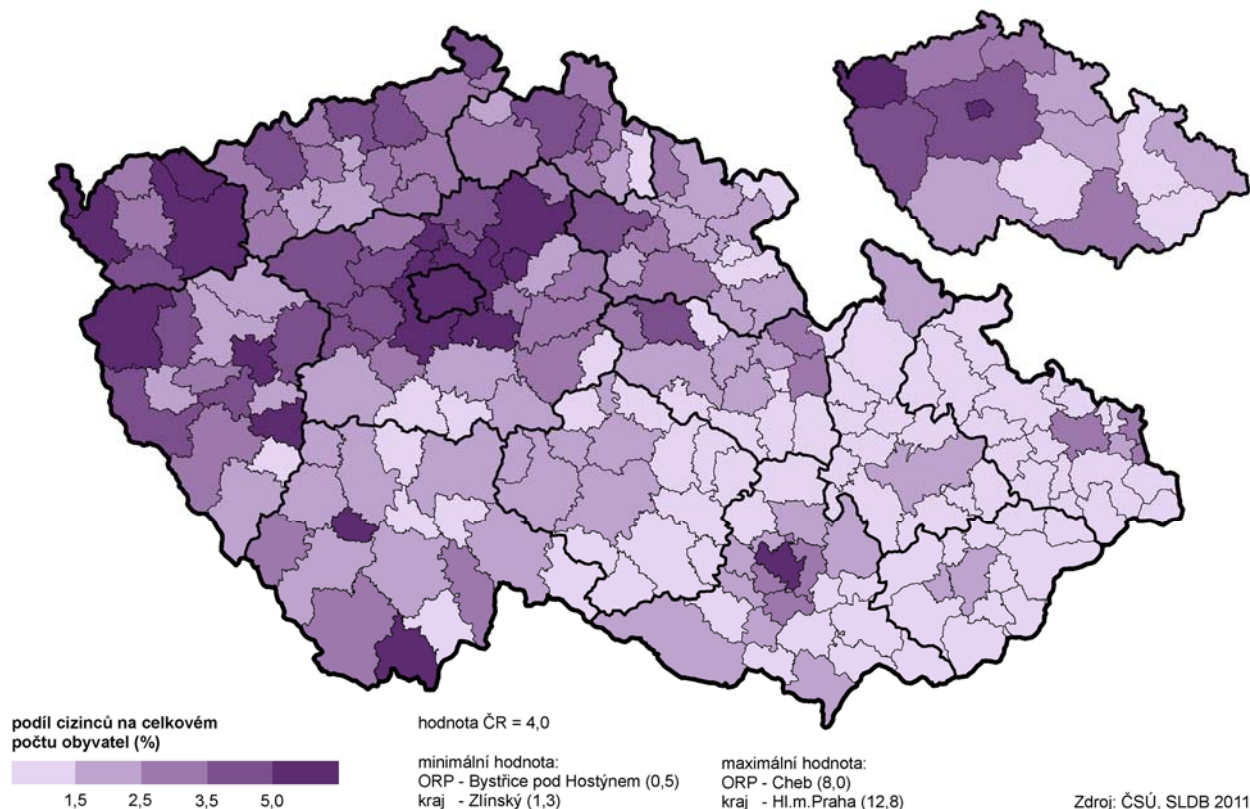 podíl cizinců na celkovém
počtu obyvatel (%)
1,5 2,5 3,5 5,0
hodnota ČR = 4,0
minimální hodnota:
ORP - Bystřice pod Hostýnem (0,5)
kraj - Zlínský (1,3)
maximální hodnota:
ORP - Cheb (8,0)
kraj - Hl.m.Praha (12,8)
Zdroj: ČSÚ, SLDB 2011